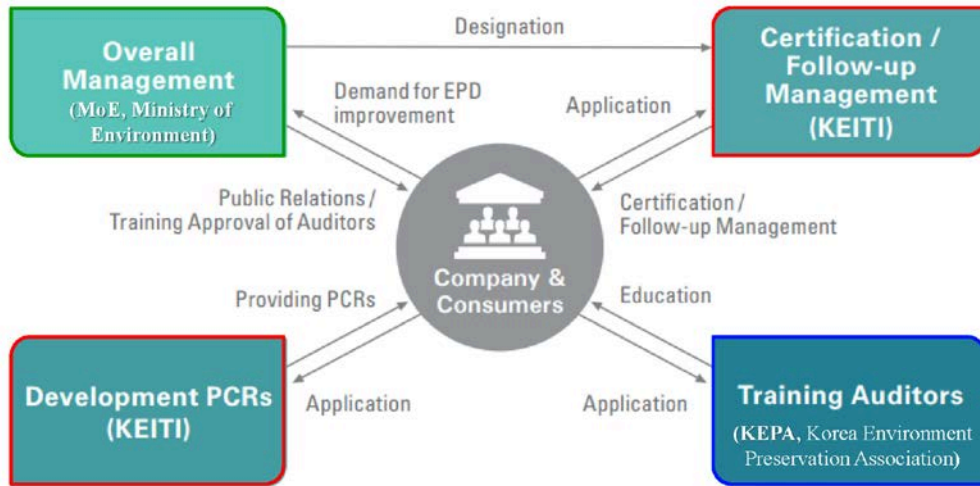 Overall
Management
(MoE, Ministry of
Environment)
Designation
Certification /
Follow-up
Management
(KEITI)
Demand for EPD
improvement
Application
Public Relations /
Training Approval of Auditors
Certification /
Follow-up Management
Company &
Consumers
Providing PCRs
Education
Development PCRs
(KEITI)
Application
Application
Training Auditors
(KEPA, Korea Environment
Preservation Association)